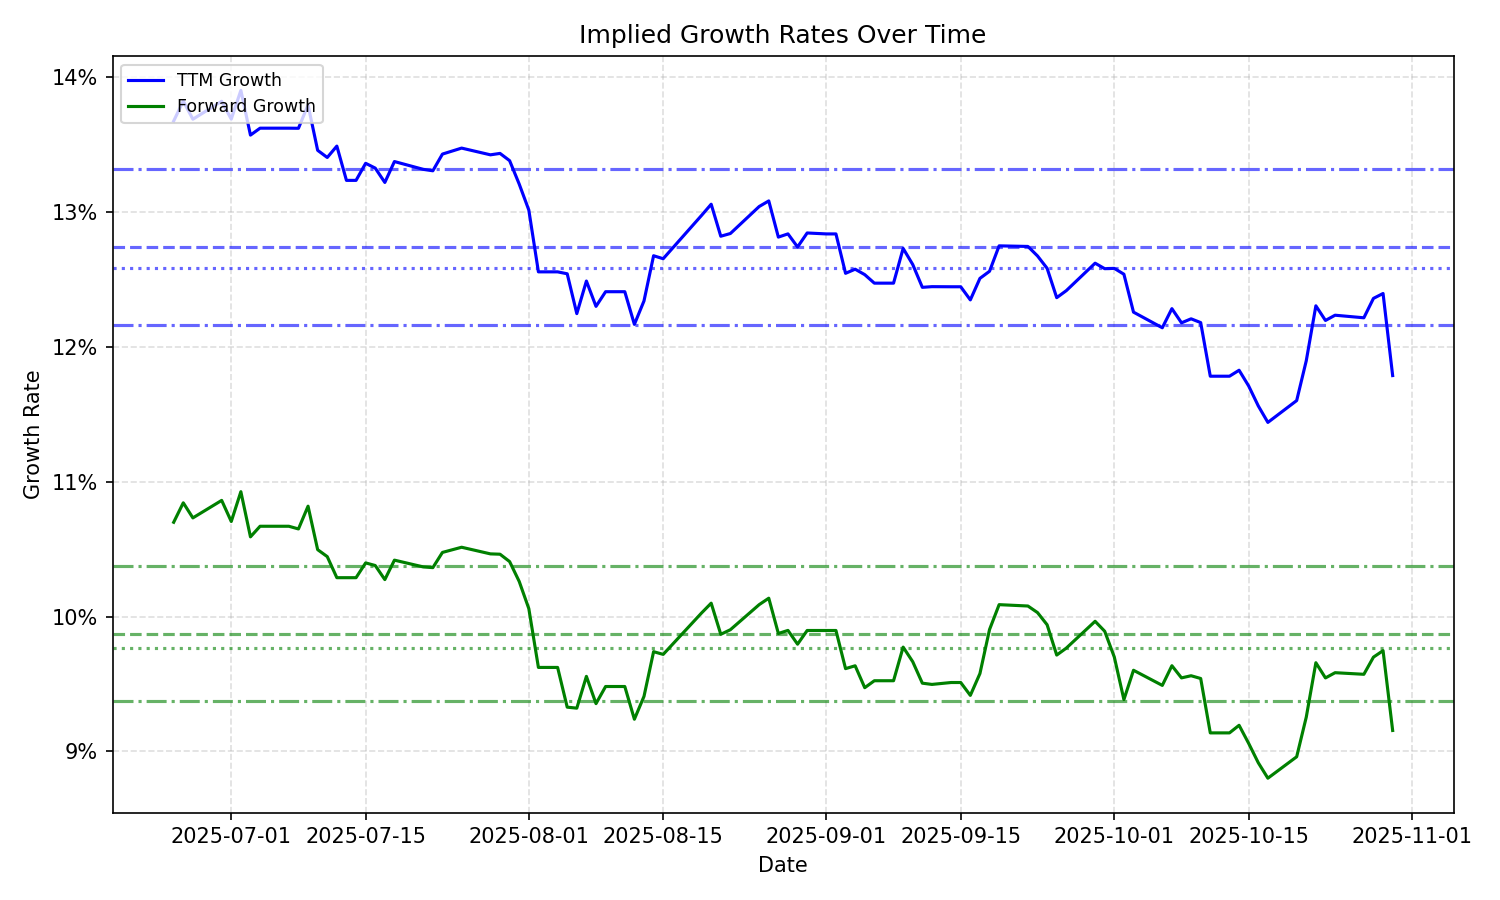 Implied Growth Rates Over Time
TTM Growth
Forward Growth
14%
13%
12%
11%
10%
9%
Growth Rate
2025-07-01 2025-07-15 2025-08-01 2025-08-15 2025-09-01 2025-09-15 2025-10-01 2025-10-15 2025-11-01
Date